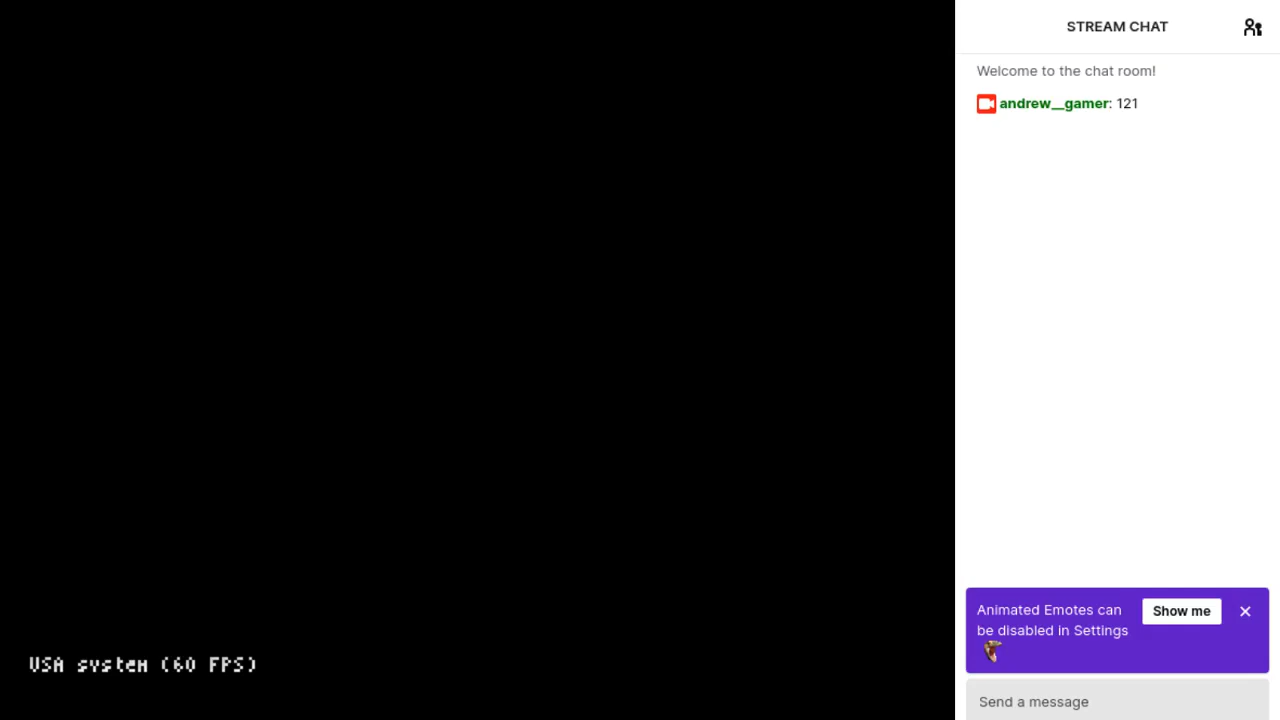 STREAM CHAT
Welcome to the chat room!
andrew__gamer: 121
Animated Emotes can
be disabled in Settings
Show me
Send a message
VSA system (60 FPS)